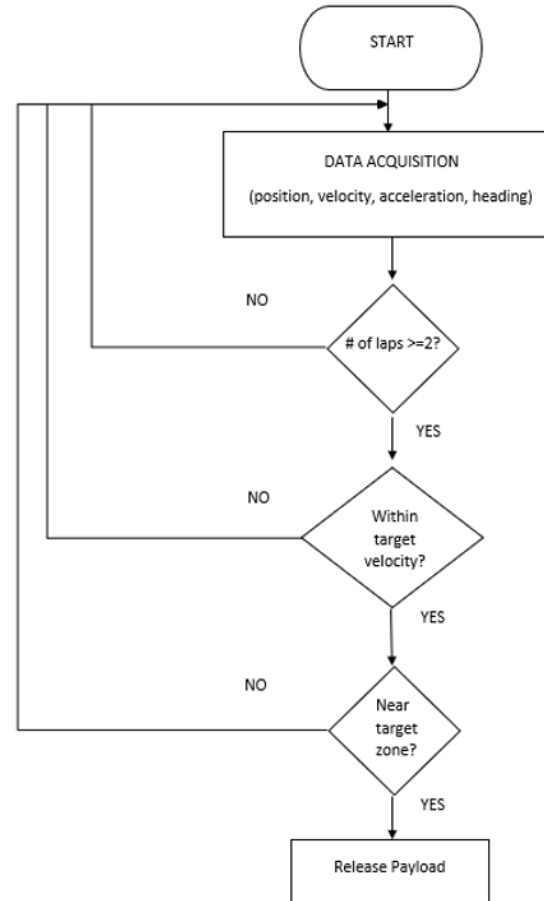 START
DATA ACQUISITION
(position, velocity, acceleration, heading)
NO
# of laps >=2?
YES
NO
Within
target
velocity?
YES
NO
Near
target
zone?
YES
Release Payload